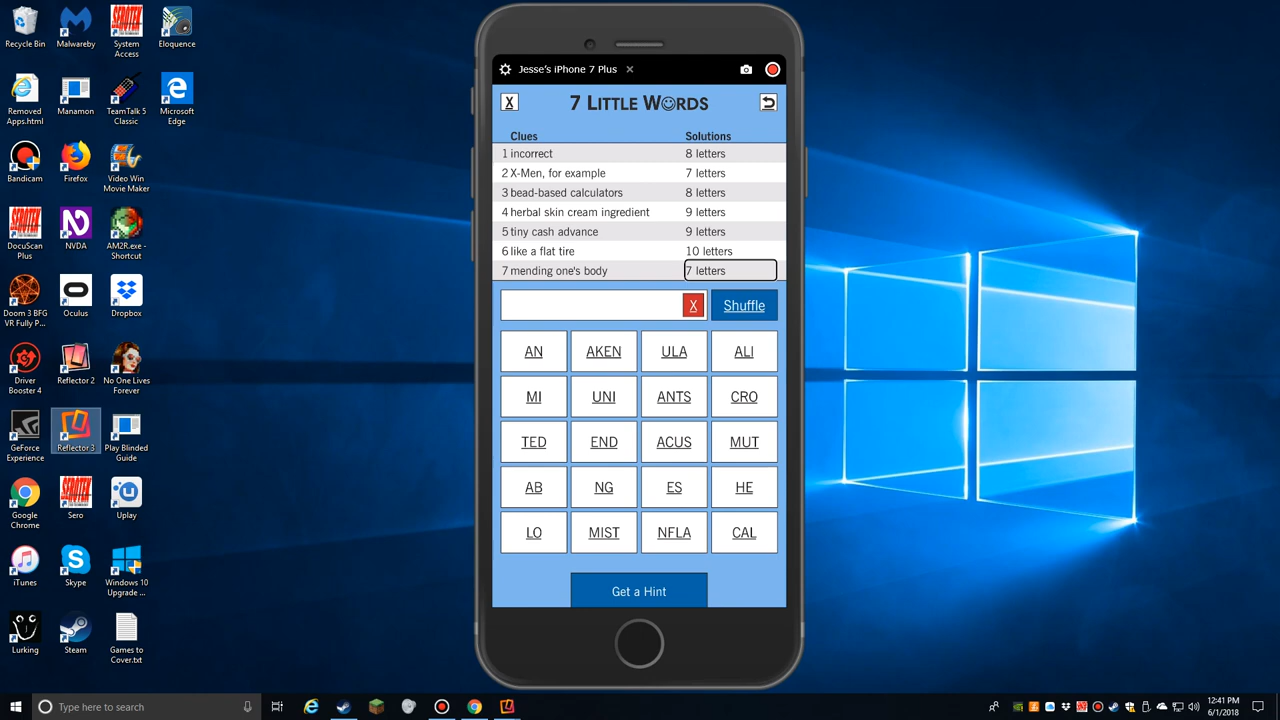 Recycle Bin
Malwareby
System Access
Eloquence
Removed Apps.html
Manamon
TeamTalk 5 Classic
Microsoft Edge
Bandicam
Firefox
Video Win Movie Maker
DocuScan Plus
NVDA
AM2R.exe - Shortcut
Doom 3 BFG VR Fully P...
Oculus
Dropbox
Driver Booster 4
Reflector 2
No One Lives Forever
GeForce Experience
Reflector 3
Play Blinded Guide
Google Chrome
Sero
Uplay
iTunes
Skype
Windows 10 Upgrade ...
Lurking
Steam
Games to Cover.txt
SEROTEK
SEROTEK
SEROTEK
Jesse's iPhone 7 Plus
X
7 LITTLE WORDS
Clues Solutions
1 incorrect 8 letters
2 X-Men, for example 7 letters
3 bead-based calculators 8 letters
4 herbal skin cream ingredient 9 letters
5 tiny cash advance 9 letters
6 like a flat tire 10 letters
7 mending one's body 7 letters
X Shuffle
AN AKEN ULA ALI
MI UNI ANTS CRO
TED END ACUS MUT
AB NG ES HE
LO MIST NFLA CAL
Get a Hint
Type here to search
12:41 PM
6/1/2018